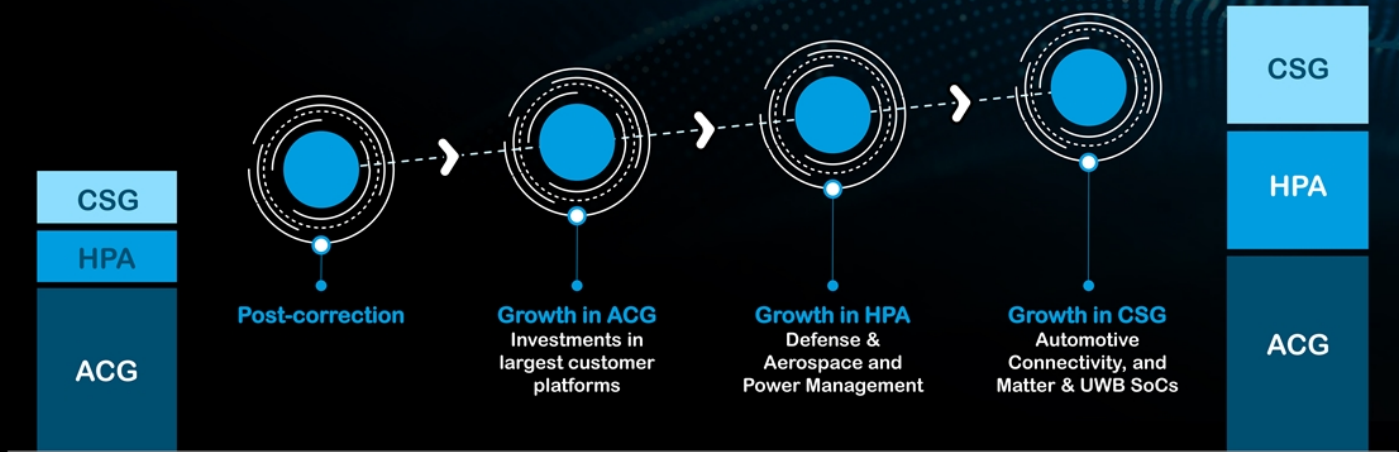 CSG
HPA
ACG
Post-correction
Growth in ACG
Investments in
largest customer
platforms
Growth in HPA
Defense &
Aerospace and
Power Management
Growth in CSG
Automotive
Connectivity, and
Matter & UWB SoCs
CSG
HPA
ACG